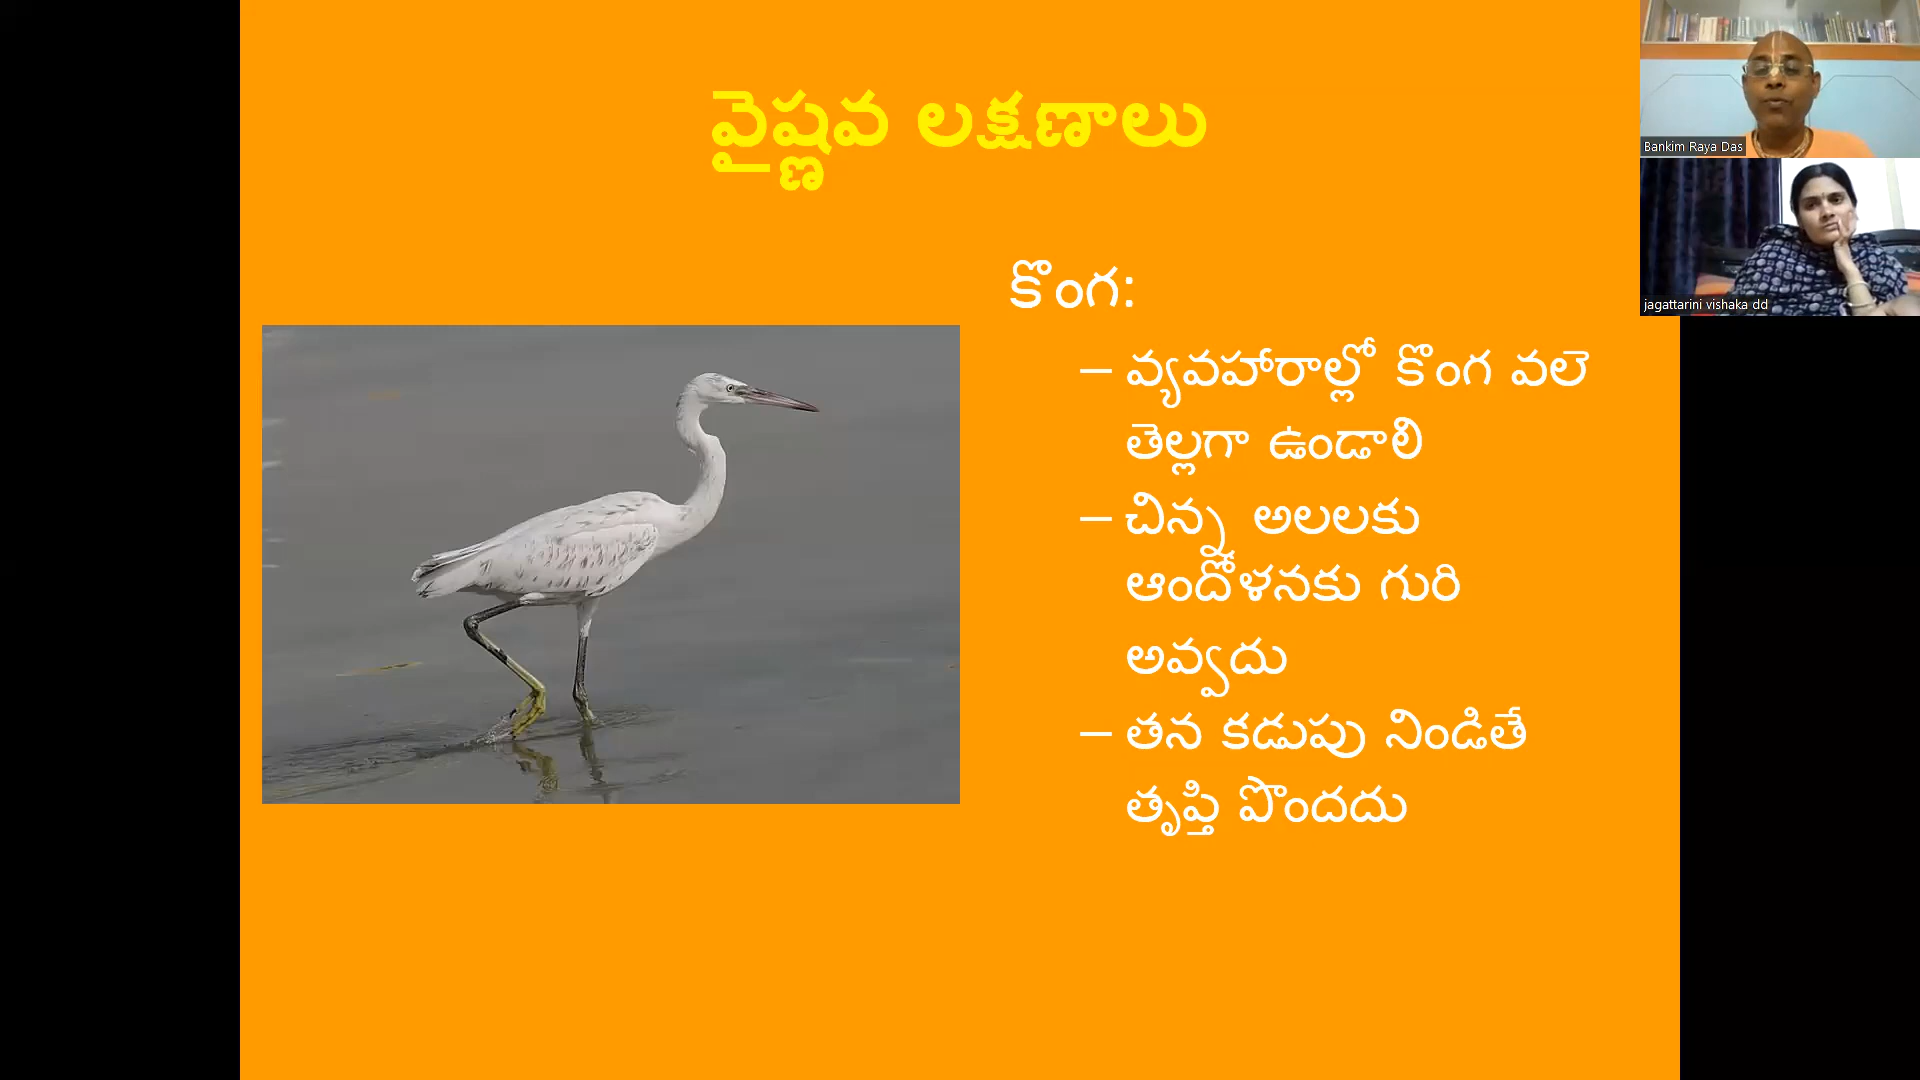 వైష్ణవ లక్షణాలు
కొంగ:
– వ్యవహారాల్లో కొంగ వలె
తెల్లగా ఉండాలి
– చిన్న అలలకు
ఆందోళనకు గురి
అవ్వదు
– తన కడుపు నిండితే
తృప్తి పొందదు
Bankim Raya Das
jagattarini vishaka dd